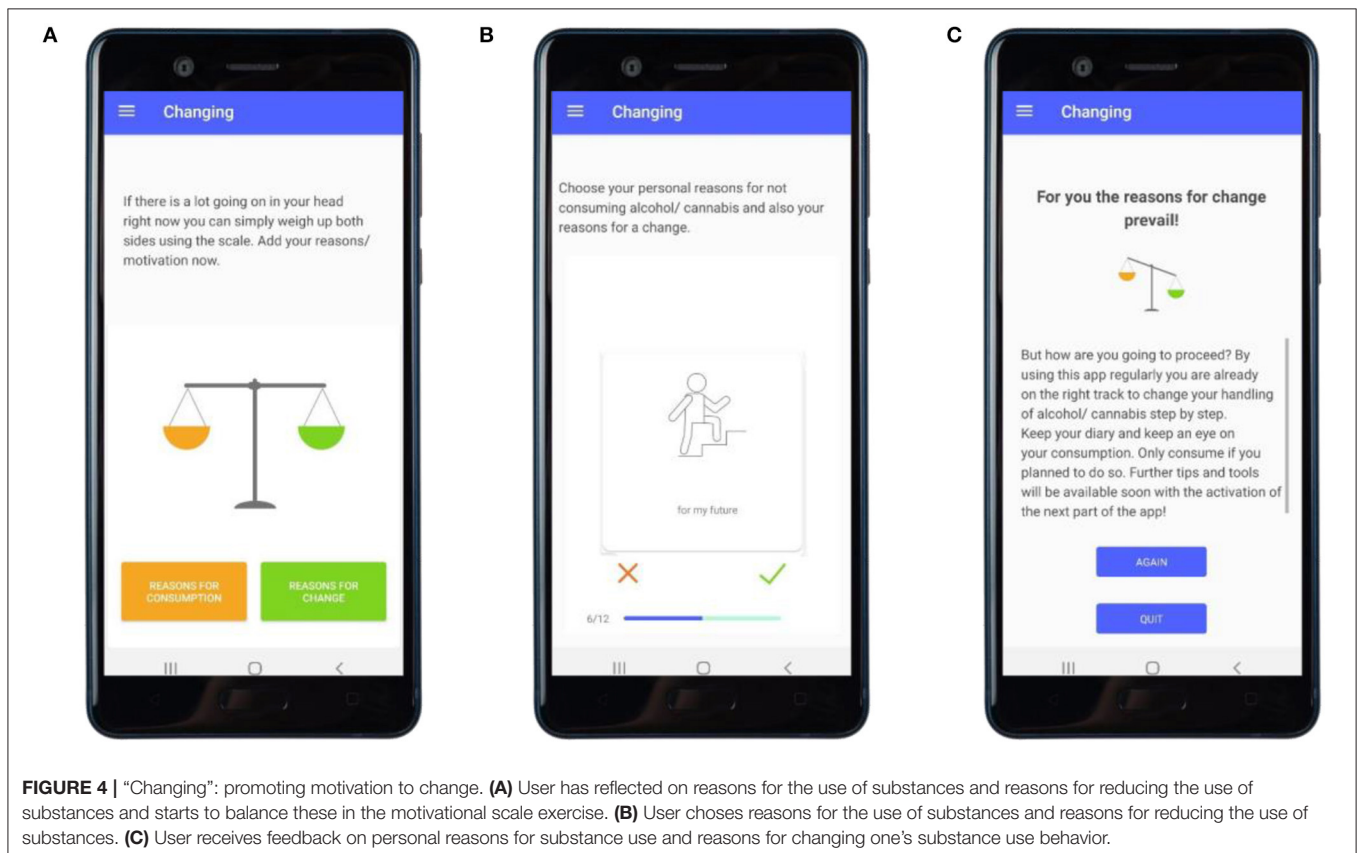 A
B
C
Changing
If there is a lot going on in your head
right now you can simply weigh up both
sides using the scale. Add your reasons/
motivation now.
REASONS FOR
CONSUMPTION
REASONS FOR
CHANGE
Changing
Choose your personal reasons for not
consuming alcohol/ cannabis and also your
reasons for a change.
for my future
6/12
Changing
For you the reasons for change
prevail!
But how are you going to proceed? By
using this app regularly you are already
on the right track to change your handling
of alcohol/ cannabis step by step.
Keep your diary and keep an eye on
your consumption. Only consume if you
planned to do so. Further tips and tools
will be available soon with the activation of
the next part of the app!
AGAIN
QUIT
FIGURE 4 | “Changing”: promoting motivation to change. (A) User has reflected on reasons for the use of substances and reasons for reducing the use of
substances and starts to balance these in the motivational scale exercise. (B) User choses reasons for the use of substances and reasons for reducing the use of
substances. (C) User receives feedback on personal reasons for substance use and reasons for changing one’s substance use behavior.